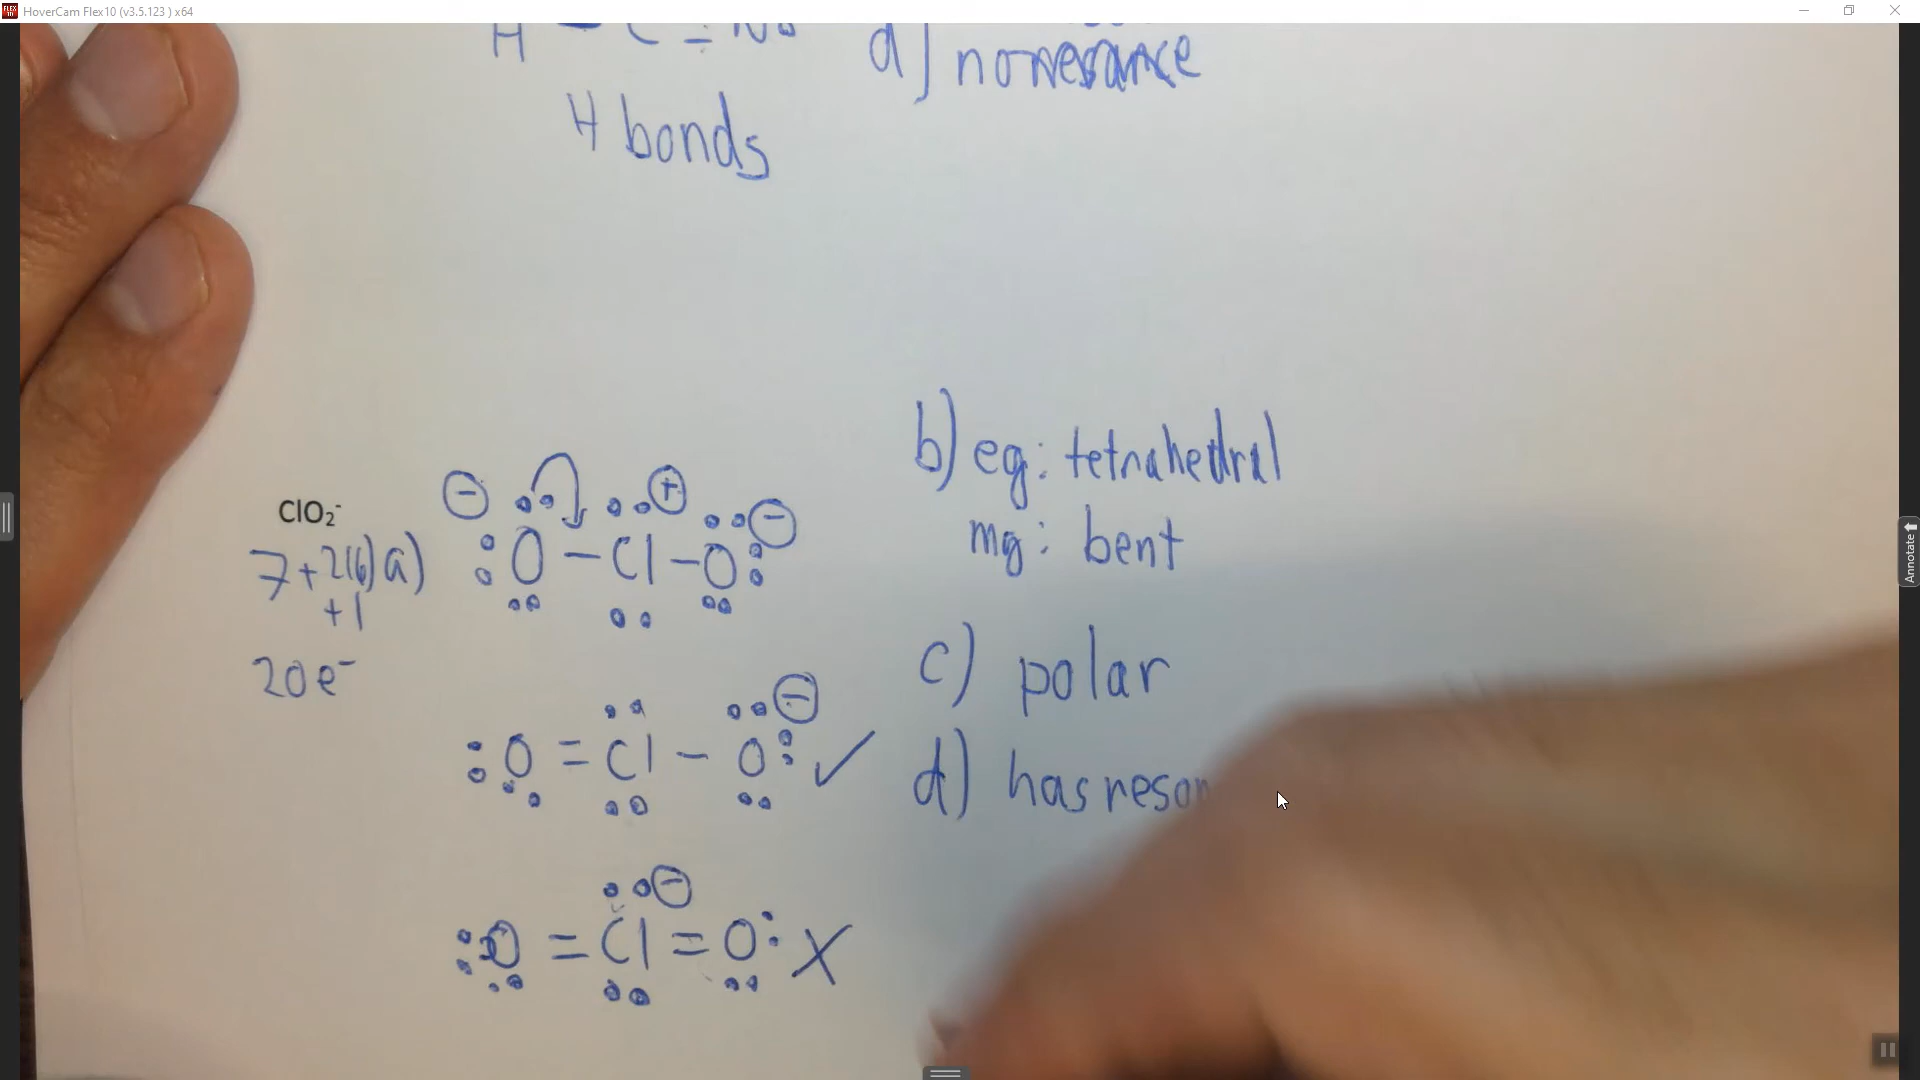 HoverCam Flex10 (v3.5.123 ) x64
d) no
4 bonds
ClO₂⁻
7+2(6)
+1
20e⁻
a)
⊖ ⊕ ⊖
:O – Cl – O:
⊖
:O = Cl – O: ✓
⊖
:O = Cl = O: X
b) eg: tetrahedral
mg: bent
c) polar
d) has reson
Annotate